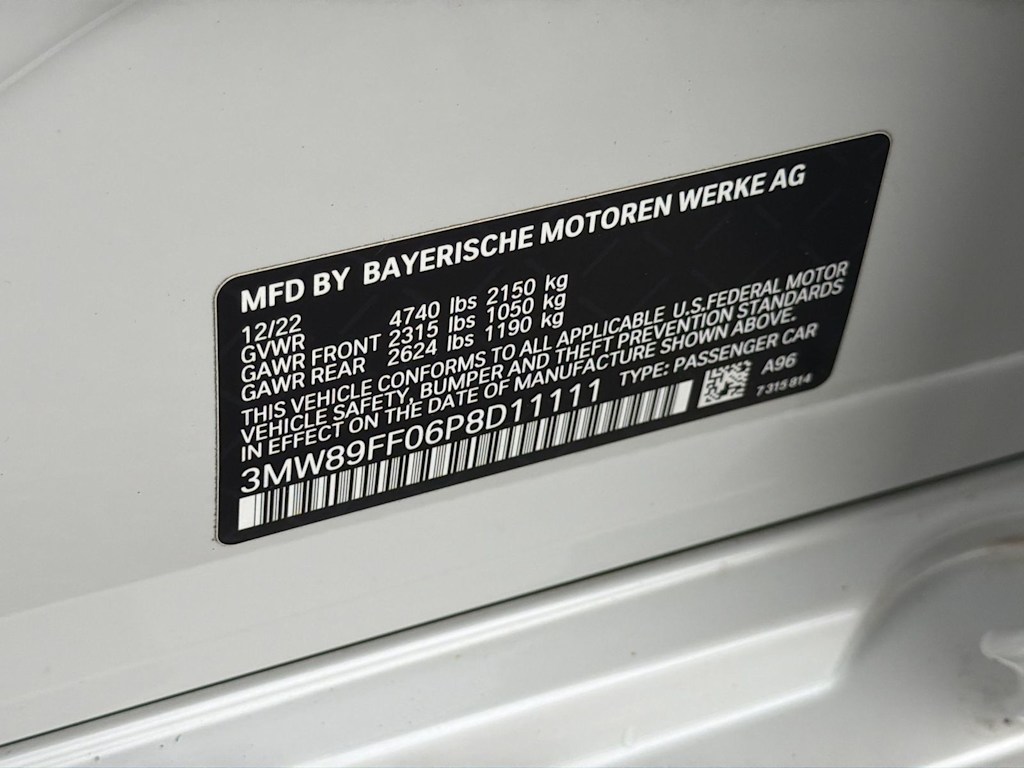 MFD BY BAYERISCHE MOTOREN WERKE AG
12/22
GVWR 4740 lbs 2150 kg
GAWR FRONT 2315 lbs 1050 kg
GAWR REAR 2624 lbs 1190 kg
THIS VEHICLE CONFORMS TO ALL APPLICABLE U.S.FEDERAL MOTOR
VEHICLE SAFETY, BUMPER AND THEFT PREVENTION STANDARDS
IN EFFECT ON THE DATE OF MANUFACTURE SHOWN ABOVE.
3MW89FF06P8D11111 TYPE: PASSENGER CAR
A96
7 315 814